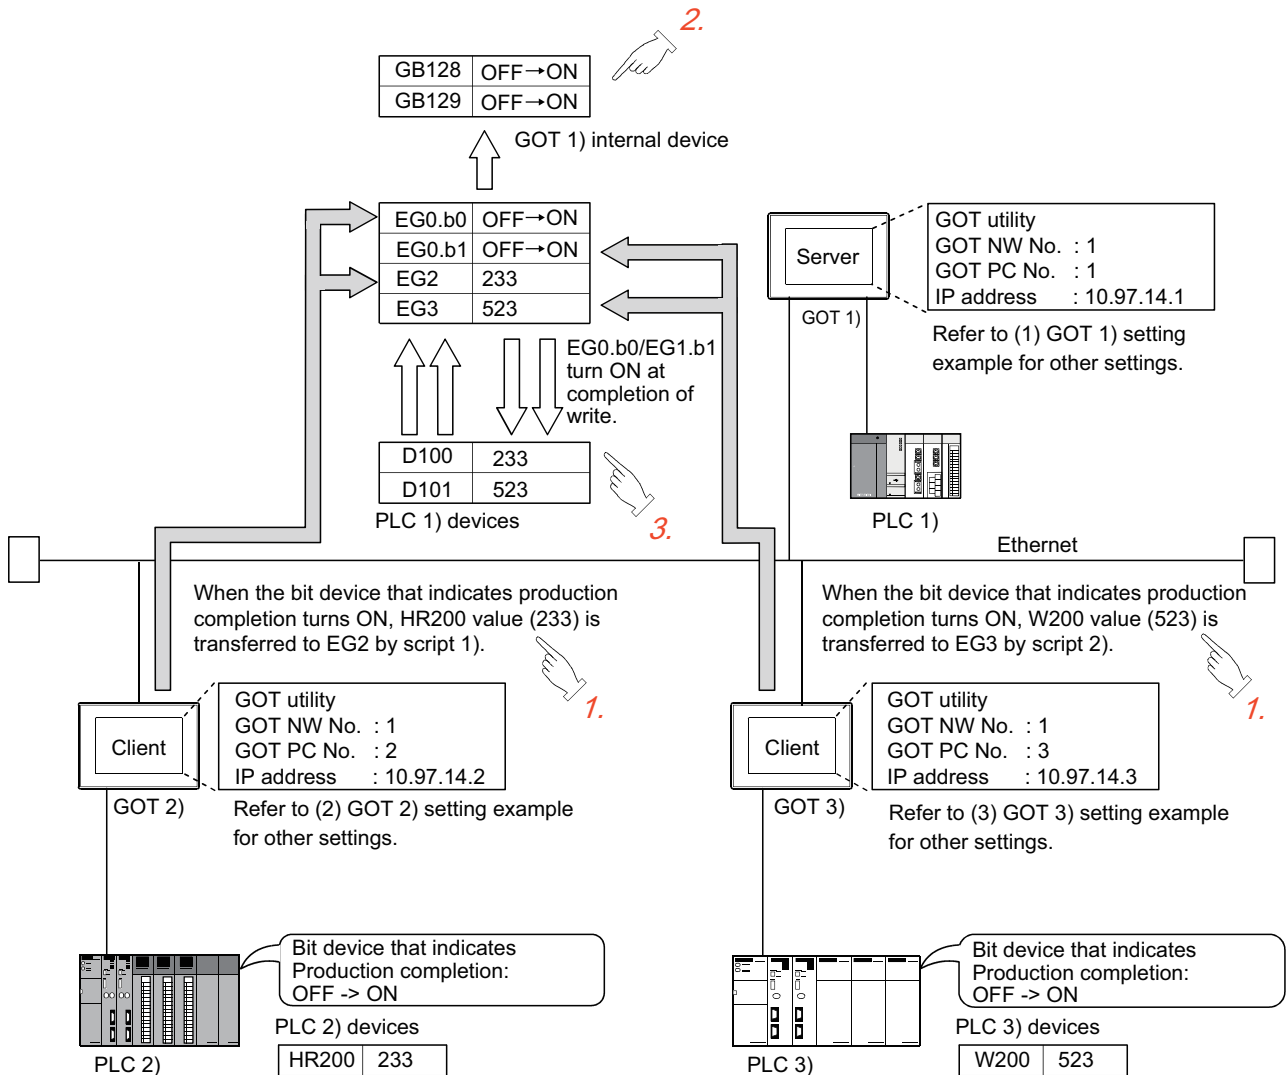 2.
GB128 OFF→ON
GB129 OFF→ON
GOT 1) internal device
EG0.b0 OFF→ON
EG0.b1 OFF→ON
EG2 233
EG3 523
Server
GOT 1)
GOT utility
GOT NW No. : 1
GOT PC No. : 1
IP address : 10.97.14.1
Refer to (1) GOT 1) setting
example for other settings.
EG0.b0/EG1.b1
turn ON at
completion of
write.
D100 233
D101 523
PLC 1) devices
3.
PLC 1)
Ethernet
When the bit device that indicates production
completion turns ON, HR200 value (233) is
transferred to EG2 by script 1).
1.
When the bit device that indicates production
completion turns ON, W200 value (523) is
transferred to EG3 by script 2).
1.
Client
GOT 2)
GOT utility
GOT NW No. : 1
GOT PC No. : 2
IP address : 10.97.14.2
Refer to (2) GOT 2) setting example
for other settings.
Client
GOT 3)
GOT utility
GOT NW No. : 1
GOT PC No. : 3
IP address : 10.97.14.3
Refer to (3) GOT 3) setting example
for other settings.
Bit device that indicates
Production completion:
OFF -> ON
PLC 2) devices
PLC 2)
HR200 233
Bit device that indicates
Production completion:
OFF -> ON
PLC 3) devices
PLC 3)
W200 523